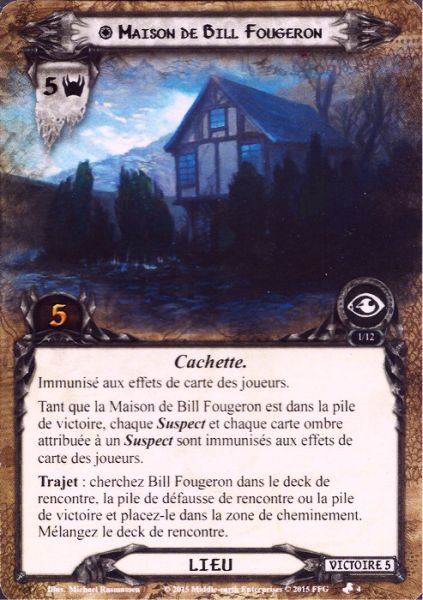 Maison de Bill Fougeron
5
5
1/12
Cachette.
Immunisé aux effets de carte des joueurs.
Tant que la Maison de Bill Fougeron est dans la pile
de victoire, chaque Suspect et chaque carte ombre
attribuée à un Suspect sont immunisés aux effets de
carte des joueurs.
Trajet : cherchez Bill Fougeron dans le deck de
rencontre, la pile de défausse de rencontre ou la pile
de victoire et placez-le dans la zone de cheminement.
Mélangez le deck de rencontre.
LIEU
VICTOIRE 5
Illus. Michael Rasmussen © 2015 Middle-earth Enterprises © 2015 FFG 4